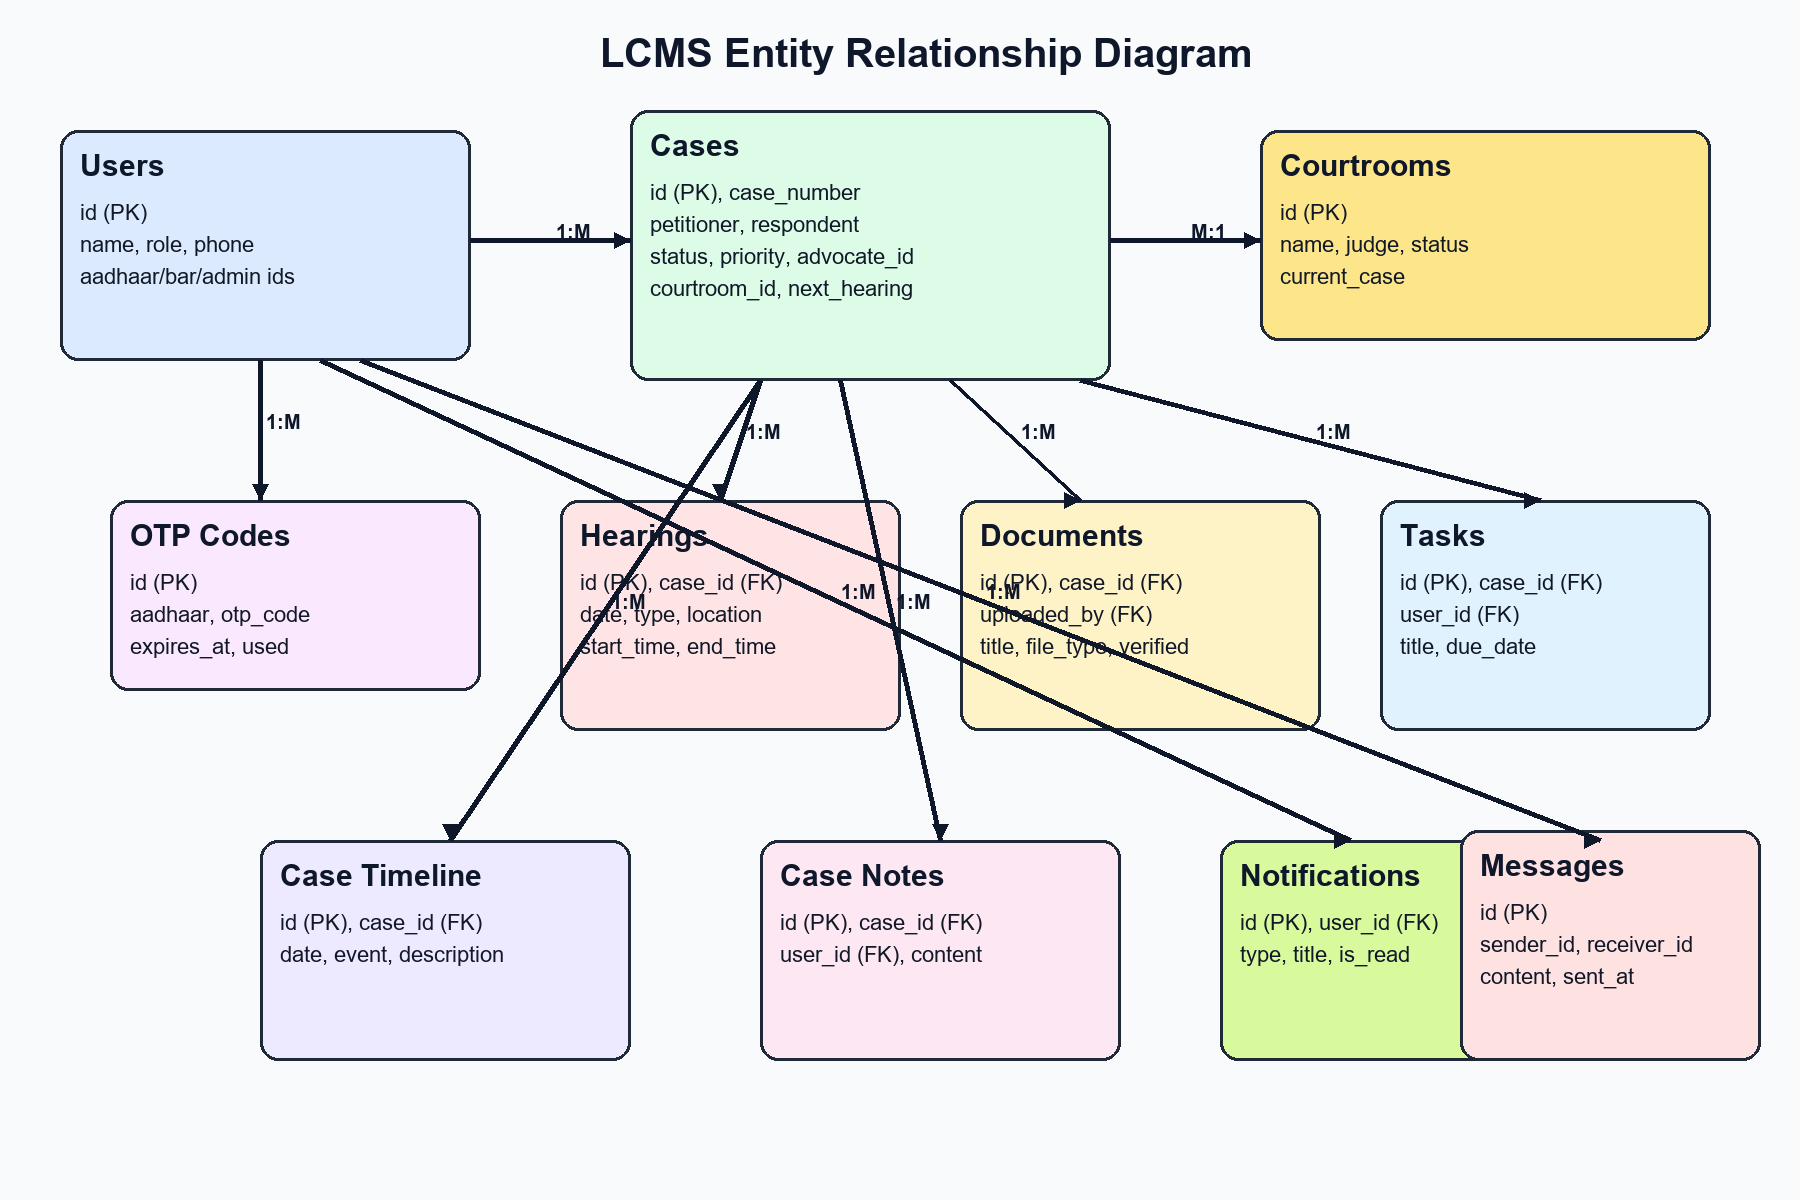 LCMS Entity Relationship Diagram
Users
id (PK)
name, role, phone
aadhaar/bar/admin ids
1:M
Cases
id (PK), case_number
petitioner, respondent
status, priority, advocate_id
courtroom_id, next_hearing
M:1
Courtrooms
id (PK)
name, judge, status
current_case
1:M
1:M
1:M
1:M
OTP Codes
id (PK)
aadhaar, otp_code
expires_at, used
Hearings
id (PK), case_id (FK)
date, type, location
start_time, end_time
1:M
1:M
1:M
1:M
Documents
id (PK), case_id (FK)
uploaded_by (FK)
title, file_type, verified
Tasks
id (PK), case_id (FK)
user_id (FK)
title, due_date
Case Timeline
id (PK), case_id (FK)
date, event, description
Case Notes
id (PK), case_id (FK)
user_id (FK), content
Notifications
id (PK), user_id (FK)
type, title, is_read
Messages
id (PK)
sender_id, receiver_id
content, sent_at